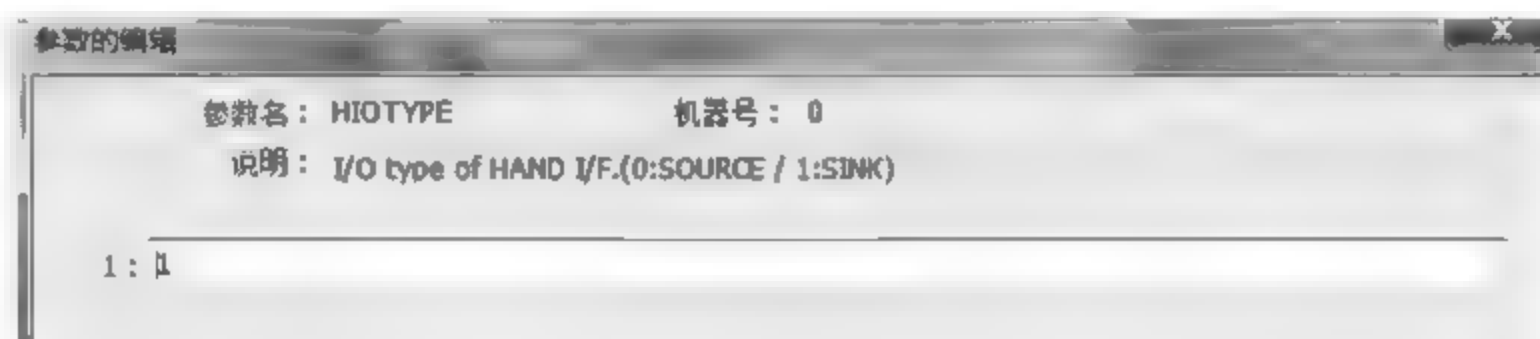 参数的编辑
参数名： HIOTYPE 机器号： 0
说明： I/O type of HAND I/F.(0:SOURCE / 1:SINK)
1: 1